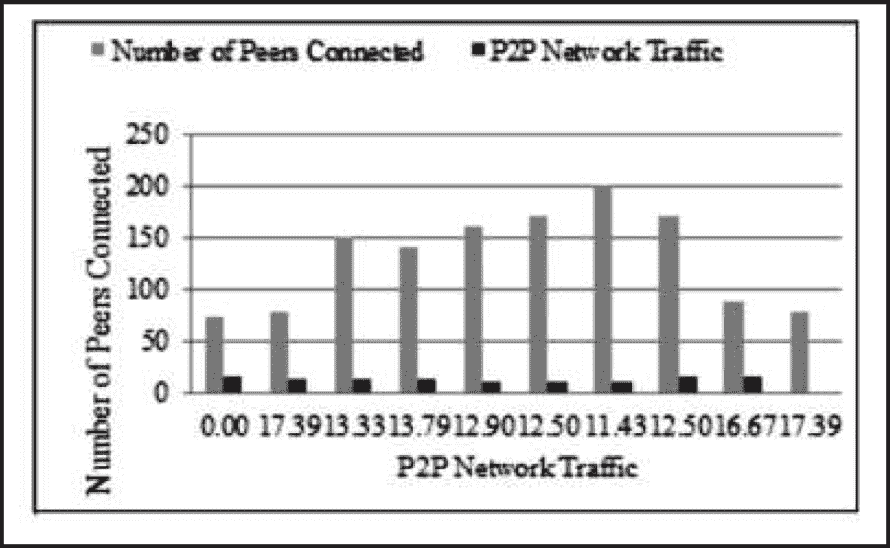 Number of Peers Connected P2P Network Traffic
Number of Peers Connected
250
200
150
100
50
0
0.00 17.39 13.33 13.79 12.90 12.50 11.43 12.50 16.67 17.39
P2P Network Traffic